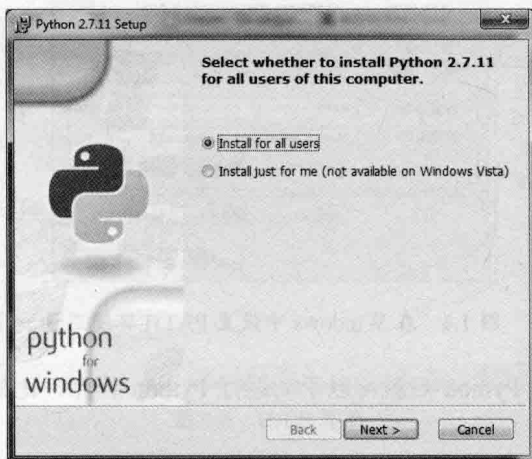 Python 2.7.11 Setup
Select whether to install Python 2.7.11
for all users of this computer.
Install for all users
Install just for me (not available on Windows Vista)
python
for
windows
Back
Next >
Cancel